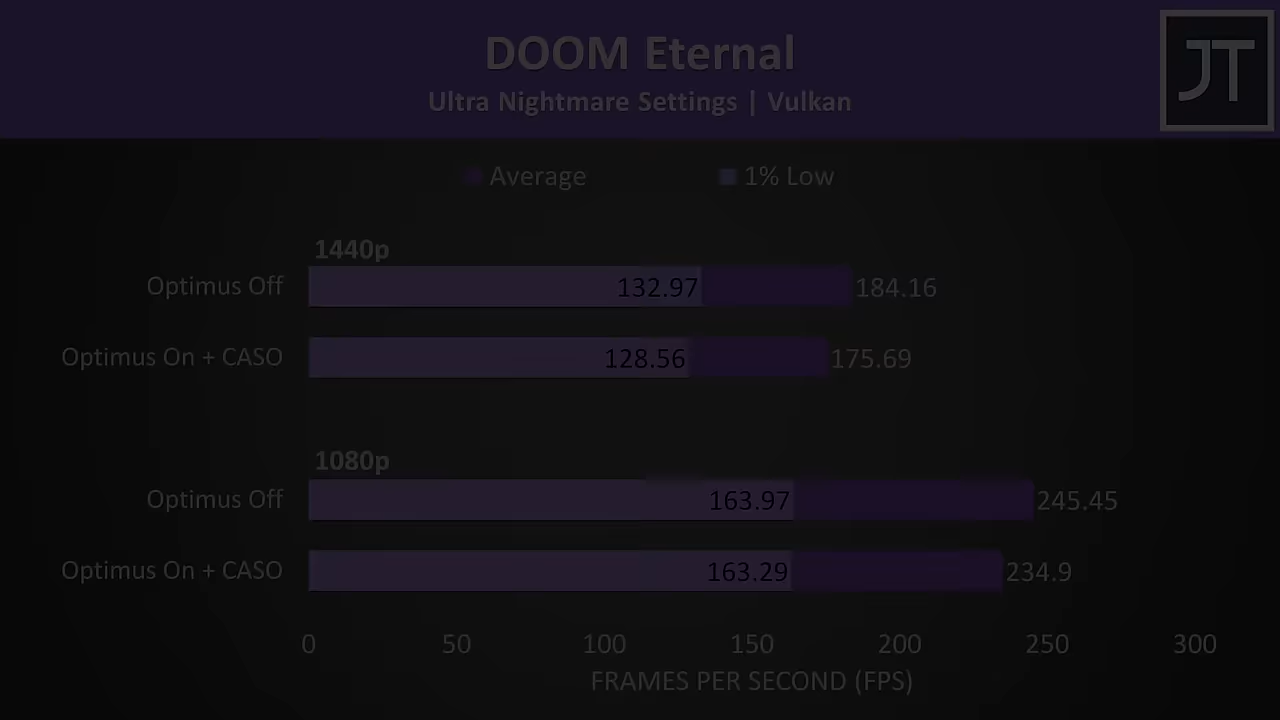 DOOM Eternal
JT
Ultra Nightmare Settings | Vulkan
Average 1% Low
1440p
Optimus Off 132.97 184.16
Optimus On + CASO 128.56 175.69
1080p
Optimus Off 163.97 245.45
Optimus On + CASO 163.29 234.9
0 50 100 150 200 250 300
FRAMES PER SECOND (FPS)